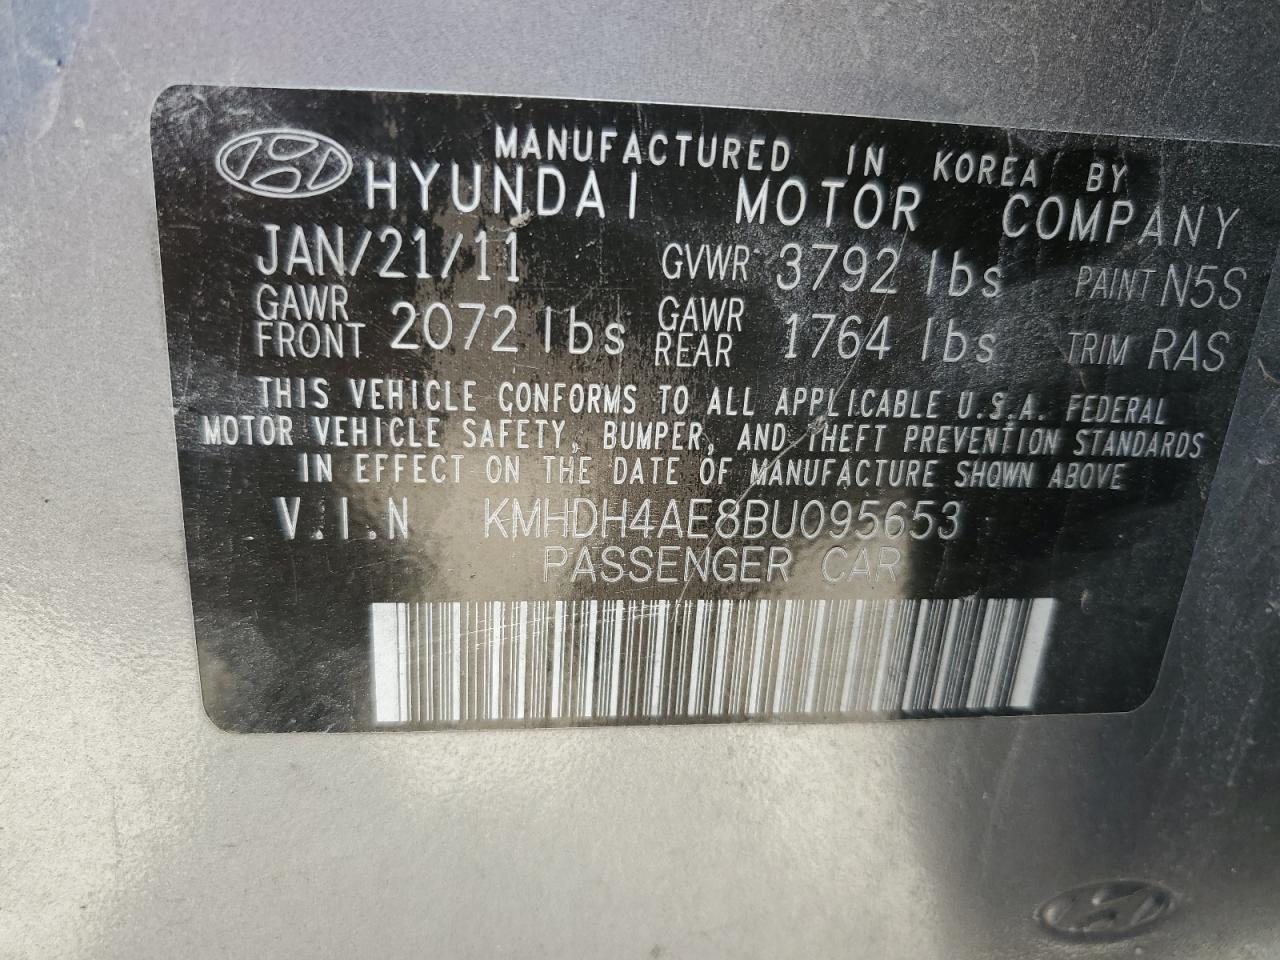 MANUFACTURED IN KOREA BY
HYUNDAI MOTOR COMPANY
JAN/21/11 GVWR 3792 lbs PAINT N5S
GAWR FRONT 2072 lbs GAWR REAR 1764 lbs TRIM RAS
THIS VEHICLE CONFORMS TO ALL APPLICABLE U.S.A. FEDERAL
MOTOR VEHICLE SAFETY, BUMPER, AND THEFT PREVENTION STANDARDS
IN EFFECT ON THE DATE OF MANUFACTURE SHOWN ABOVE
V.I.N KMHDH4AE8BU095653
PASSENGER CAR